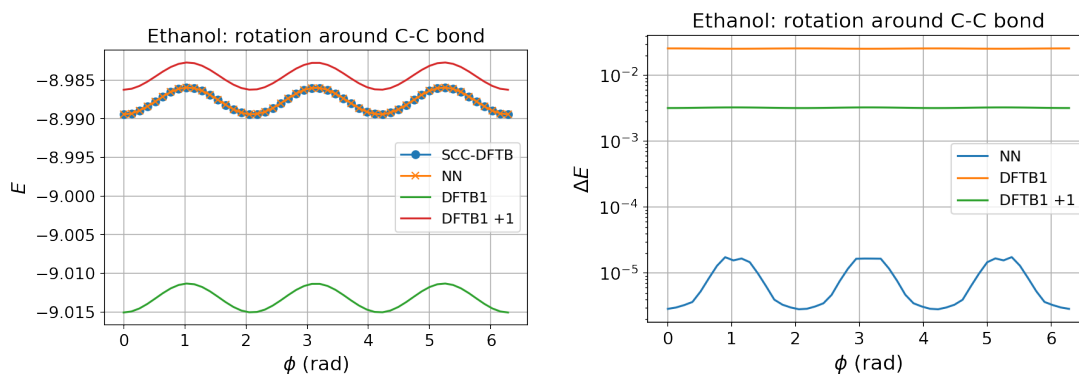 Ethanol: rotation around C-C bond
−8.985
−8.990
−8.995
−9.000
−9.005
−9.010
−9.015
E
SCC-DFTB
NN
DFTB1
DFTB1 +1
0 1 2 3 4 5 6
ϕ (rad)
Ethanol: rotation around C-C bond
10⁻²
10⁻³
10⁻⁴
10⁻⁵
ΔE
NN
DFTB1
DFTB1 +1
0 1 2 3 4 5 6
ϕ (rad)